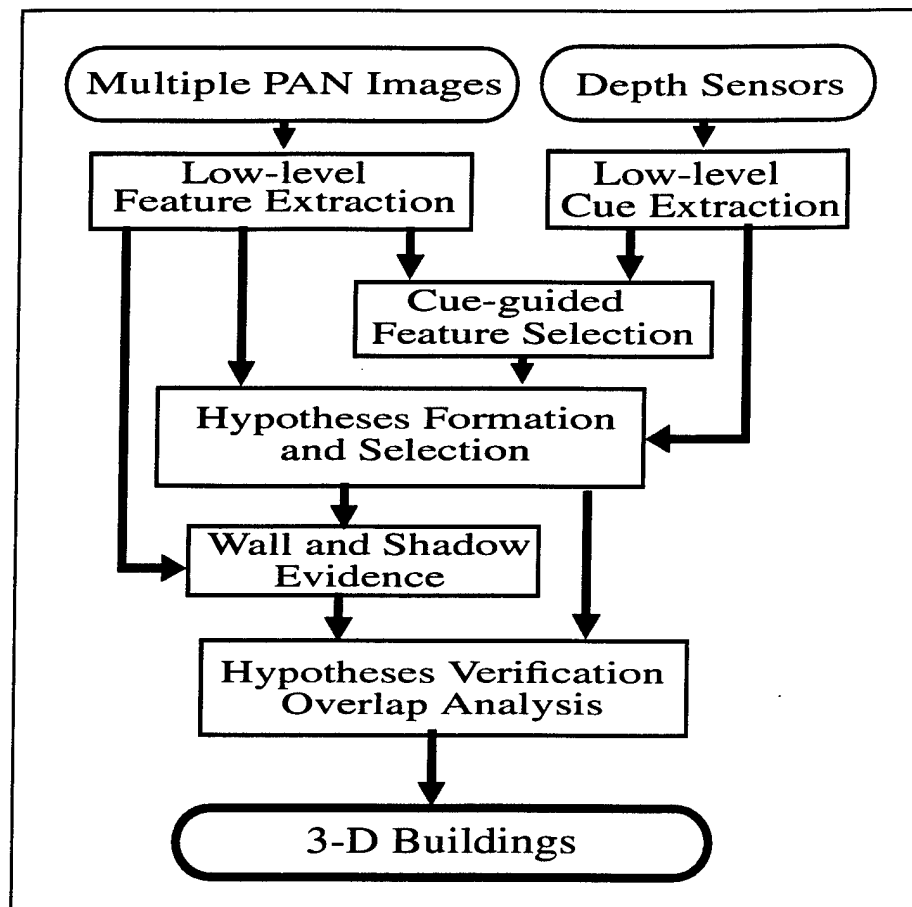 Multiple PAN Images
Depth Sensors
Low-level
Feature Extraction
Low-level
Cue Extraction
Cue-guided
Feature Selection
Hypotheses Formation
and Selection
Wall and Shadow
Evidence
Hypotheses Verification
Overlap Analysis
3-D Buildings